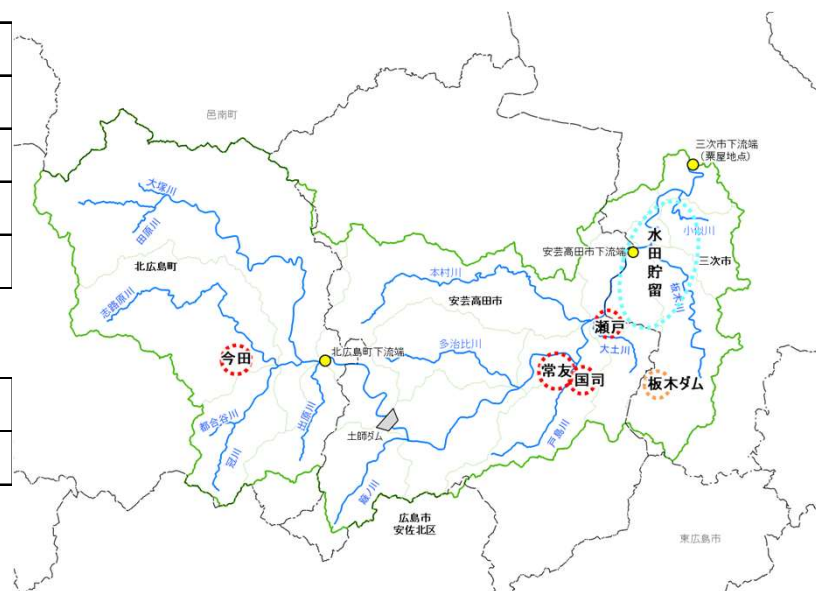 邑南町
三次市下流端
(粟屋地点)
大塚川
田原川
小似川
安芸高田市下流端
水田貯留
三次市
北広島町
本村川
安芸高田市
板木川
志路原川
瀬戸
多治比川
大土川
北広島町下流端
今田
常友
国司
板木ダム
都合谷川
出原川
土師ダム
冠川
戸島川
簸ノ川
広島市
安佐北区
東広島市